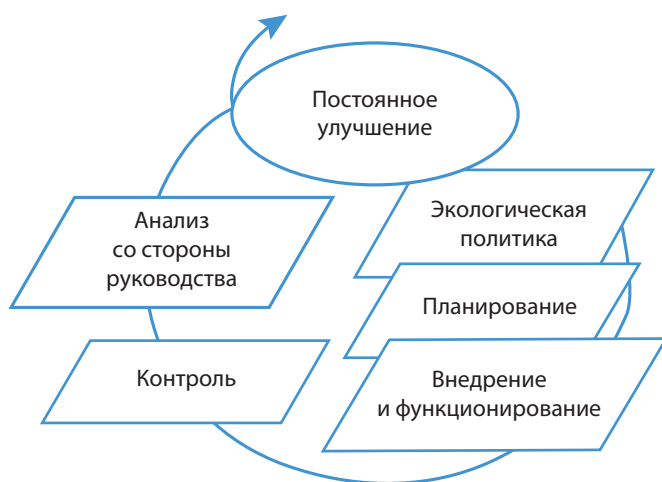 Постоянное
улучшение
Экологическая
политика
Планирование
Внедрение
и функционирование
Контроль
Анализ
со стороны
руководства